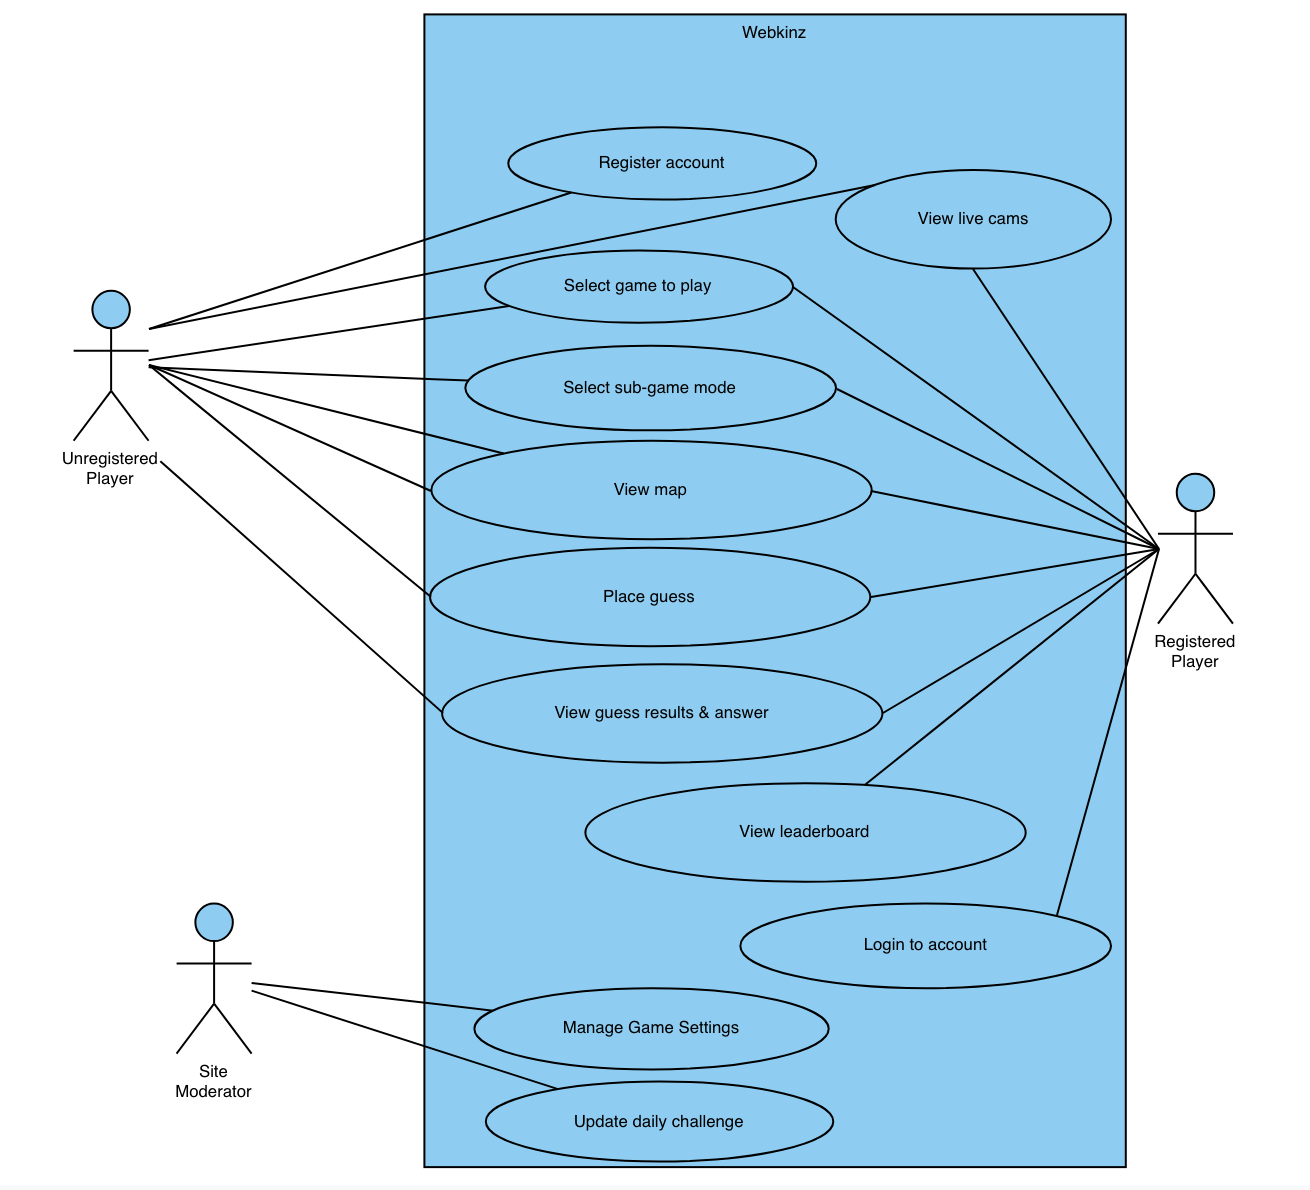 Webkinz
Register account
View live cams
Select game to play
Select sub-game mode
Unregistered
Player
View map
Place guess
Registered
Player
View guess results & answer
View leaderboard
Login to account
Manage Game Settings
Site
Moderator
Update daily challenge